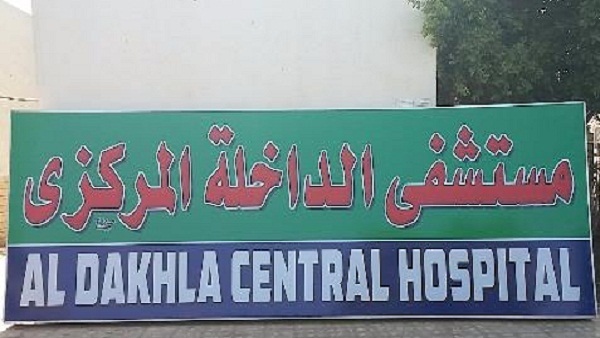 مستشفى الداخلة المركزى
AL DAKHLA CENTRAL HOSPITAL